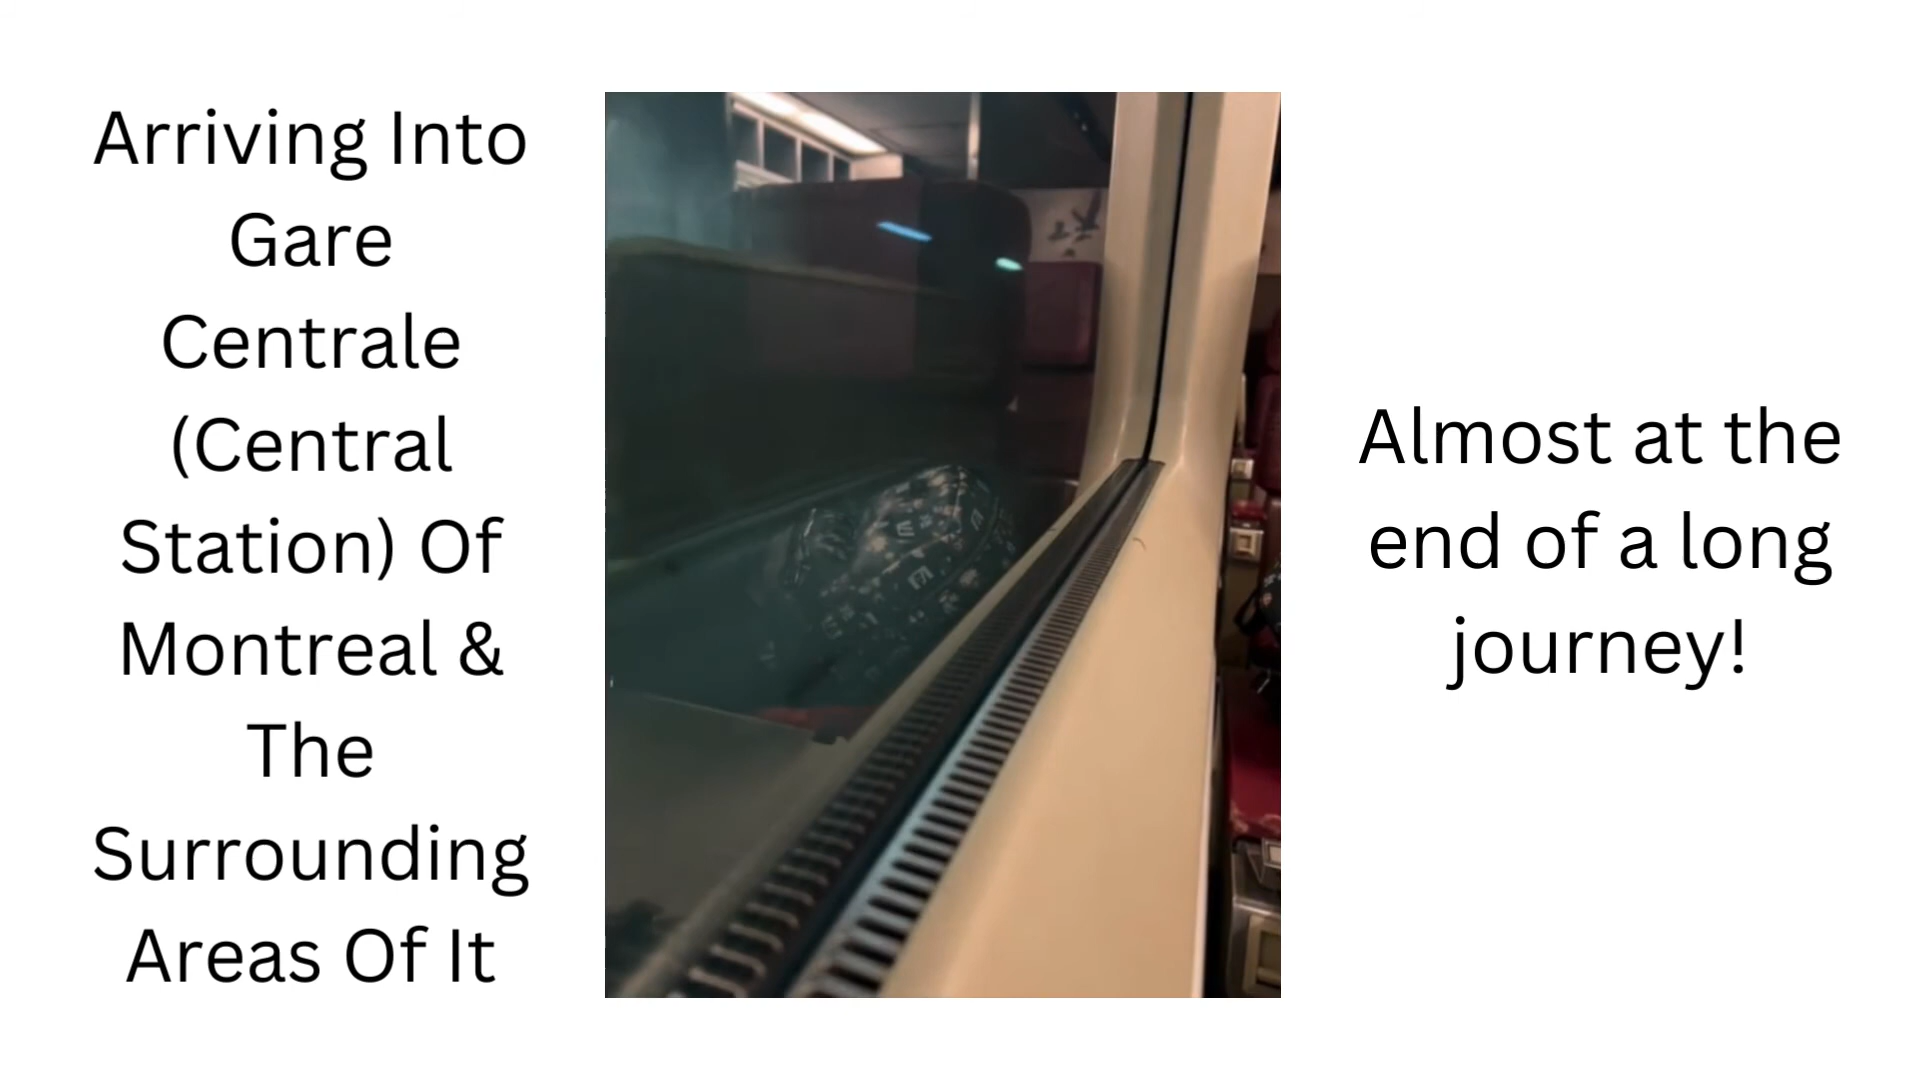 Arriving Into
Gare
Centrale
(Central
Station) Of
Montreal &
The
Surrounding
Areas Of It
Almost at the
end of a long
journey!